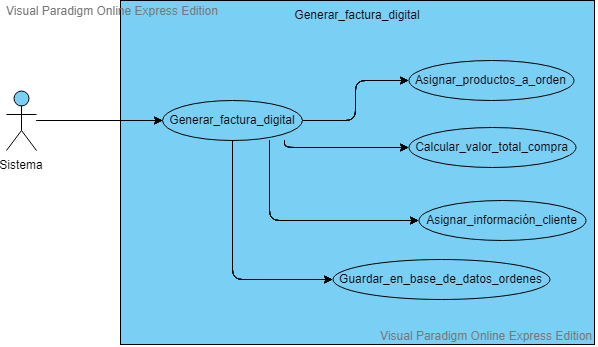 Visual Paradigm Online Express Edition
Generar_factura_digital
Asignar_productos_a_orden
Generar_factura_digital
Calcular_valor_total_compra
Sistema
Asignar_información_cliente
Guardar_en_base_de_datos_ordenes
Visual Paradigm Online Express Edition